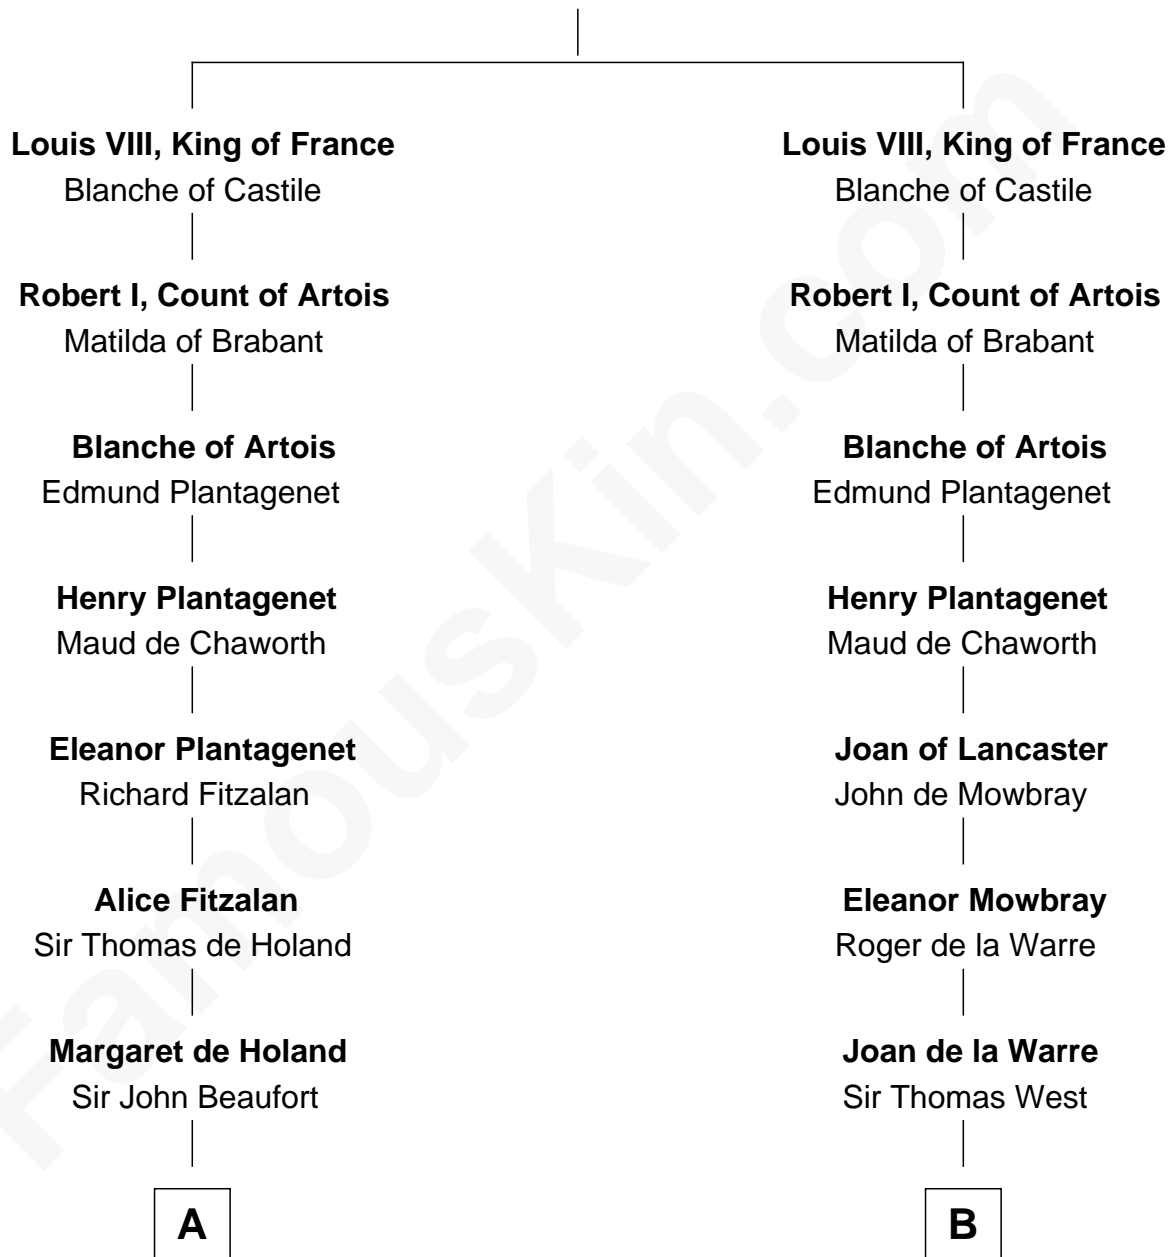 Louis VIII, King of France
Blanche of Castile
Robert I, Count of Artois
Matilda of Brabant
Blanche of Artois
Edmund Plantagenet
Henry Plantagenet
Maud de Chaworth
Eleanor Plantagenet
Richard Fitzalan
Alice Fitzalan
Sir Thomas de Holand
Margaret de Holand
Sir John Beaufort
A
Louis VIII, King of France
Blanche of Castile
Robert I, Count of Artois
Matilda of Brabant
Blanche of Artois
Edmund Plantagenet
Henry Plantagenet
Maud de Chaworth
Joan of Lancaster
John de Mowbray
Eleanor Mowbray
Roger de la Warre
Joan de la Warre
Sir Thomas West
B
FamousKin.com